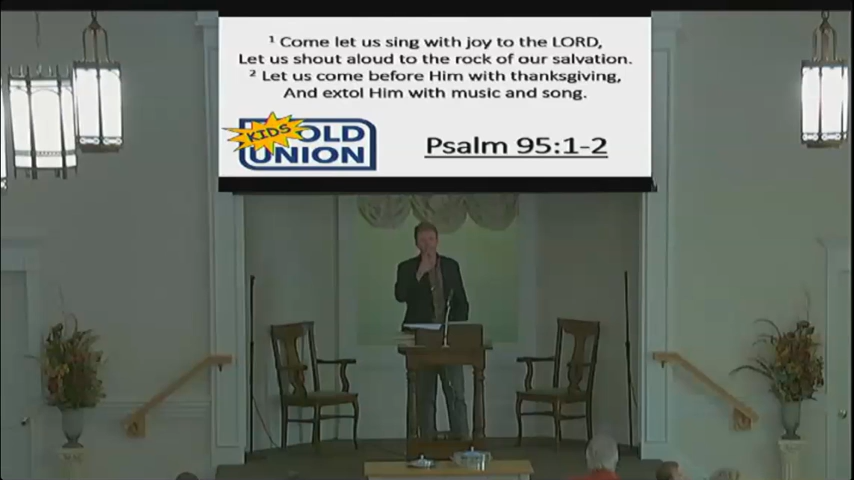 ¹ Come let us sing with joy to the LORD,
Let us shout aloud to the rock of our salvation.
² Let us come before Him with thanksgiving,
And extol Him with music and song.
KIDS OLD
UNION
Psalm 95:1-2